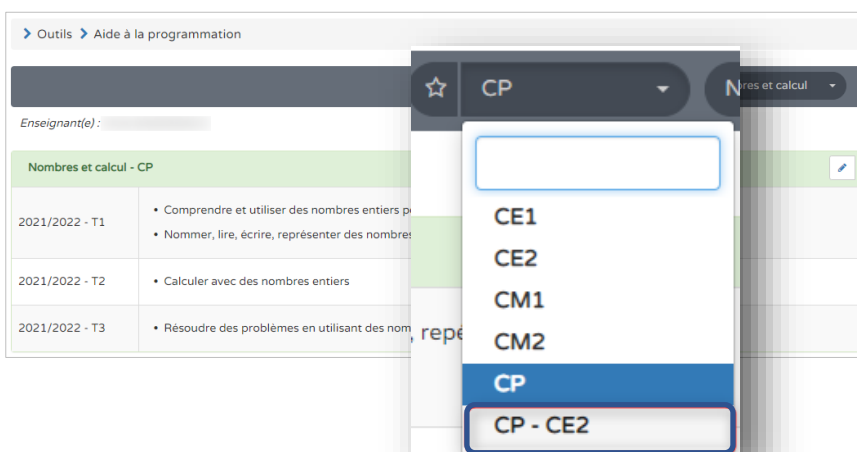 Outils Aide à la programmation
CP
N
res et calcul
Enseignant(e) :
Nombres et calcul - CP
2021/2022 - T1
• Comprendre et utiliser des nombres entiers
• Nommer, lire, écrire, représenter des nombres
2021/2022 - T2
• Calculer avec des nombres entiers
2021/2022 - T3
• Résoudre des problèmes en utilisant des nom
, repé
CE1
CE2
CM1
CM2
CP
CP - CE2